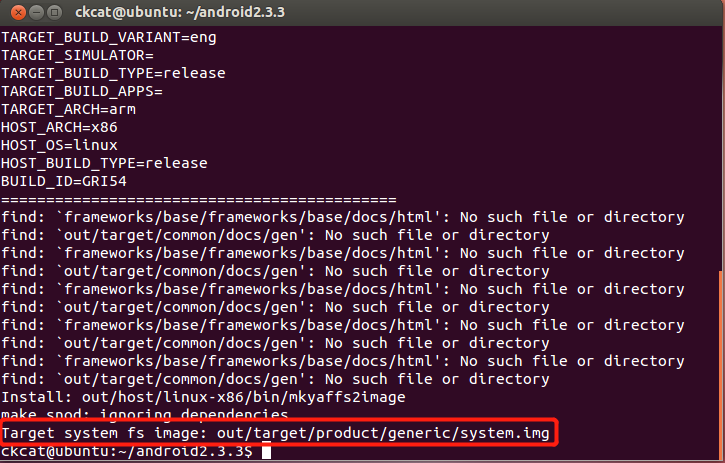 ckcat@ubuntu: ~/android2.3.3
TARGET_BUILD_VARIANT=eng
TARGET_SIMULATOR=
TARGET_BUILD_TYPE=release
TARGET_BUILD_APPS=
TARGET_ARCH=arm
HOST_ARCH=x86
HOST_OS=linux
HOST_BUILD_TYPE=release
BUILD_ID=GRI54
============================================
find: `frameworks/base/frameworks/base/docs/html': No such file or directory
find: `out/target/common/docs/gen': No such file or directory
find: `frameworks/base/frameworks/base/docs/html': No such file or directory
find: `out/target/common/docs/gen': No such file or directory
find: `frameworks/base/frameworks/base/docs/html': No such file or directory
find: `out/target/common/docs/gen': No such file or directory
find: `frameworks/base/frameworks/base/docs/html': No such file or directory
find: `out/target/common/docs/gen': No such file or directory
find: `frameworks/base/frameworks/base/docs/html': No such file or directory
find: `out/target/common/docs/gen': No such file or directory
Install: out/host/linux-x86/bin/mkyaffs2image
make snod: ignoring dependencies
Target system fs image: out/target/product/generic/system.img
ckcat@ubuntu:~/android2.3.3$